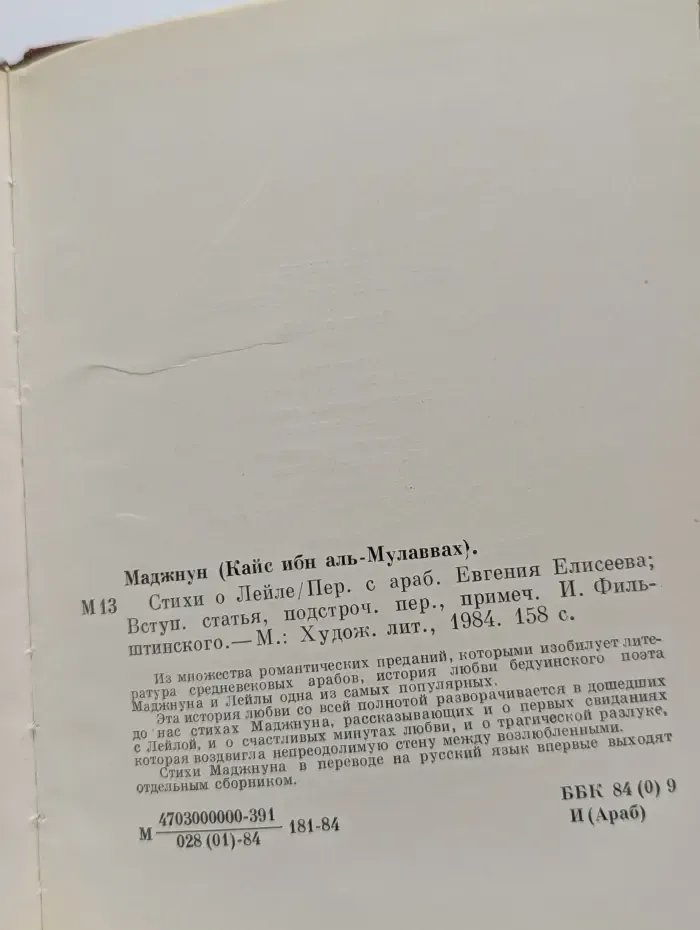 Маджнун (Кайс ибн аль-Мулаввах).
М13 Стихи о Лейле/Пер. с араб. Евгения Елисеева;
Вступ. статья, подстроч. пер., примеч. И. Филь-
штинского.— М.: Худож. лит., 1984. 158 с.
Из множества романтических преданий, которыми изобилует лите-
ратура средневековых арабов, история любви бедуинского поэта
Маджнуна и Лейлы одна из самых популярных.
Эта история любви со всей полнотой разворачивается в дошедших
до нас стихах Маджнуна, рассказывающих и о первых свиданиях
с Лейлой, и о счастливых минутах любви, и о трагической разлуке,
которая воздвигла непреодолимую стену между возлюбленными.
Стихи Маджнуна в переводе на русский язык впервые выходят
отдельным сборником.
М 4703000000-391
028 (01)-84 181-84
ББК 84 (0) 9
И (Араб)